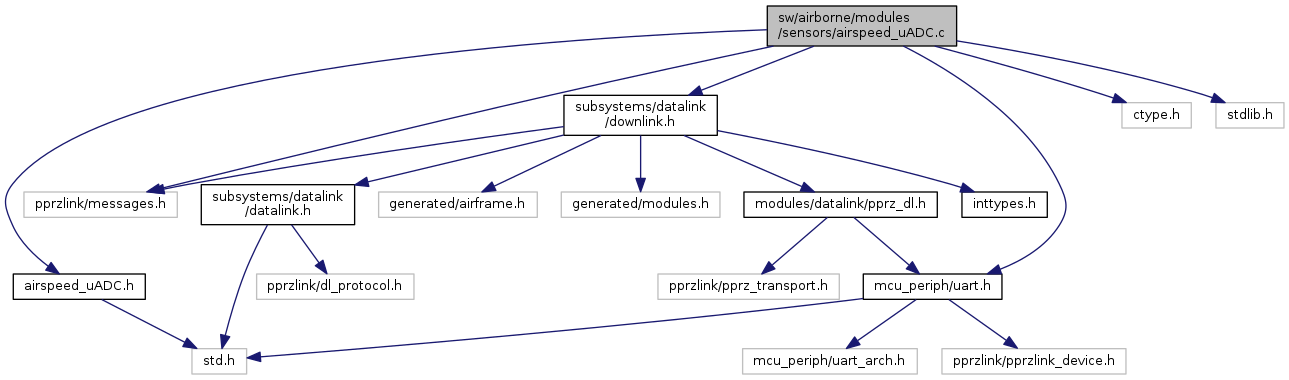 sw/airborne/modules
/sensors/airspeed_uADC.c
subsystems/datalink
/downlink.h
ctype.h
stdlib.h
pprzlink/messages.h
subsystems/datalink
/datalink.h
generated/airframe.h
generated/modules.h
modules/datalink/pprz_dl.h
inttypes.h
airspeed_uADC.h
pprzlink/dl_protocol.h
pprzlink/pprz_transport.h
mcu_periph/uart.h
std.h
mcu_periph/uart_arch.h
pprzlink/pprzlink_device.h